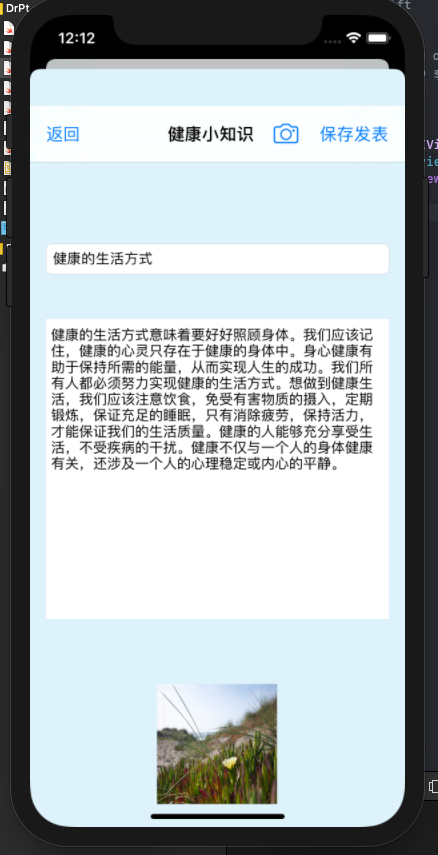 DrPt
ft
12:12
返回
健康小知识
保存发表
健康的生活方式
健康的生活方式意味着要好好照顾身体。我们应该记
住，健康的心灵只存在于健康的身体中。身心健康有
助于保持所需的能量，从而实现人生的成功。我们所
有人都必须努力实现健康的生活方式。想做到健康生
活，我们应该注意饮食，免受有害物质的摄入，定期
锻炼，保证充足的睡眠，只有消除疲劳，保持活力，
才能保证我们的生活质量。健康的人能够充分享受生
活，不受疾病的干扰。健康不仅与一个人的身体健康
有关，还涉及一个人的心理稳定或内心的平静。